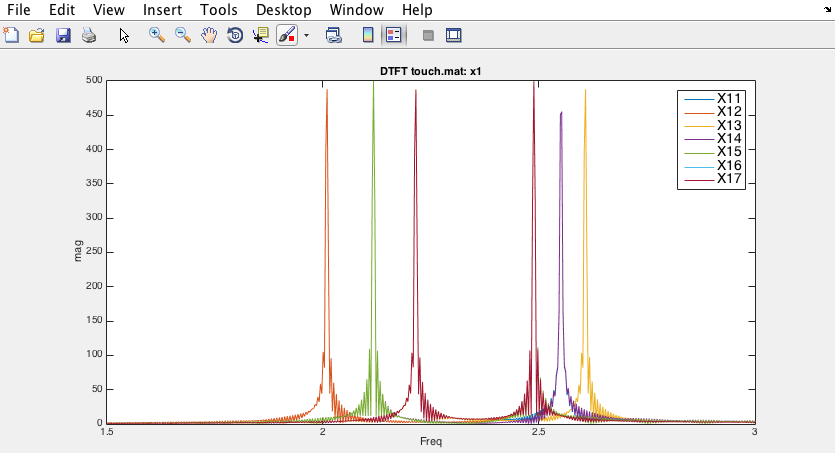 File Edit View Insert Tools Desktop Window Help
DTFT touch.mat: x1
500
450
400
350
300
250
200
150
100
50
0
mag
1.5 2 2.5 3
Freq
X11
X12
X13
X14
X15
X16
X17